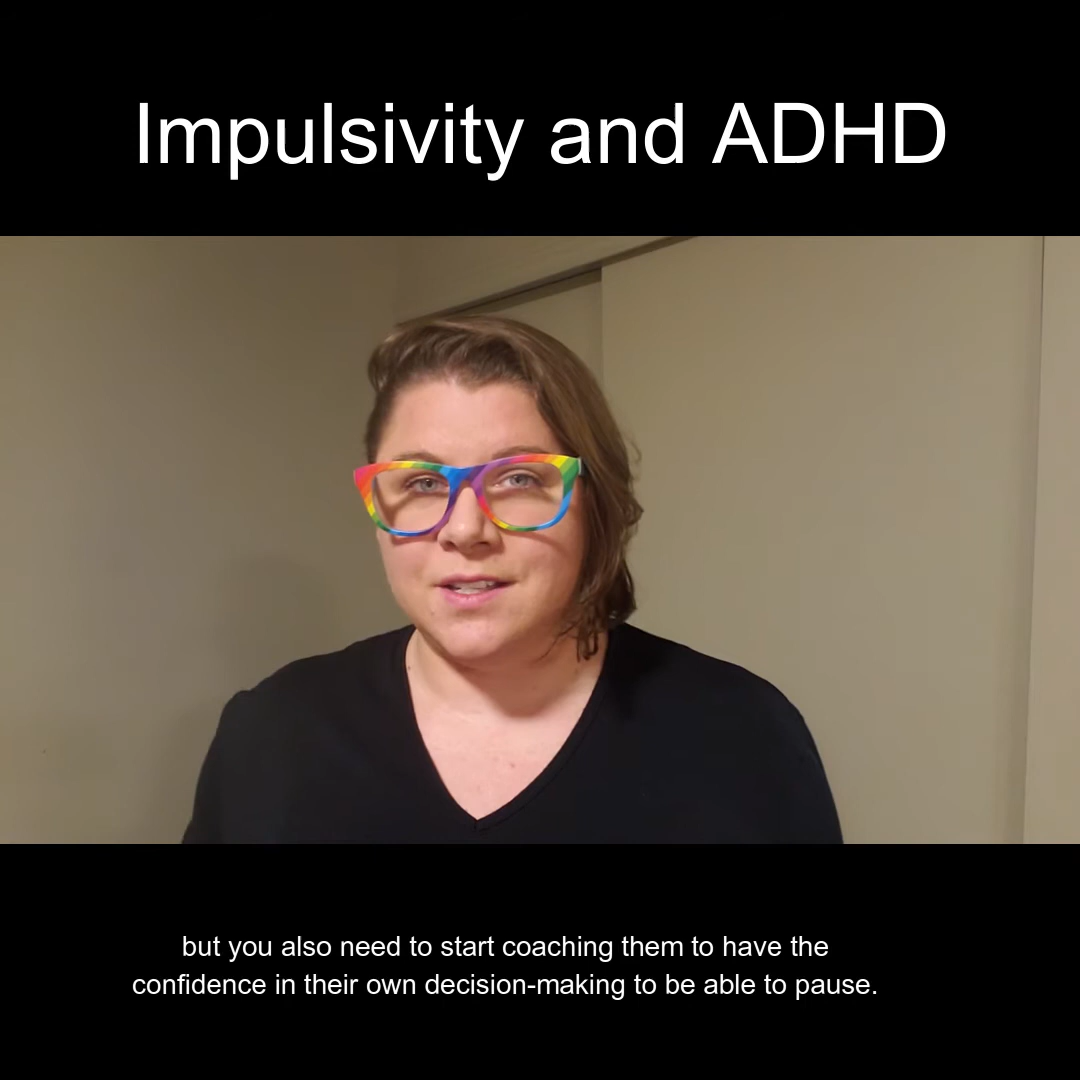 Impulsivity and ADHD
but you also need to start coaching them to have the
confidence in their own decision-making to be able to pause.